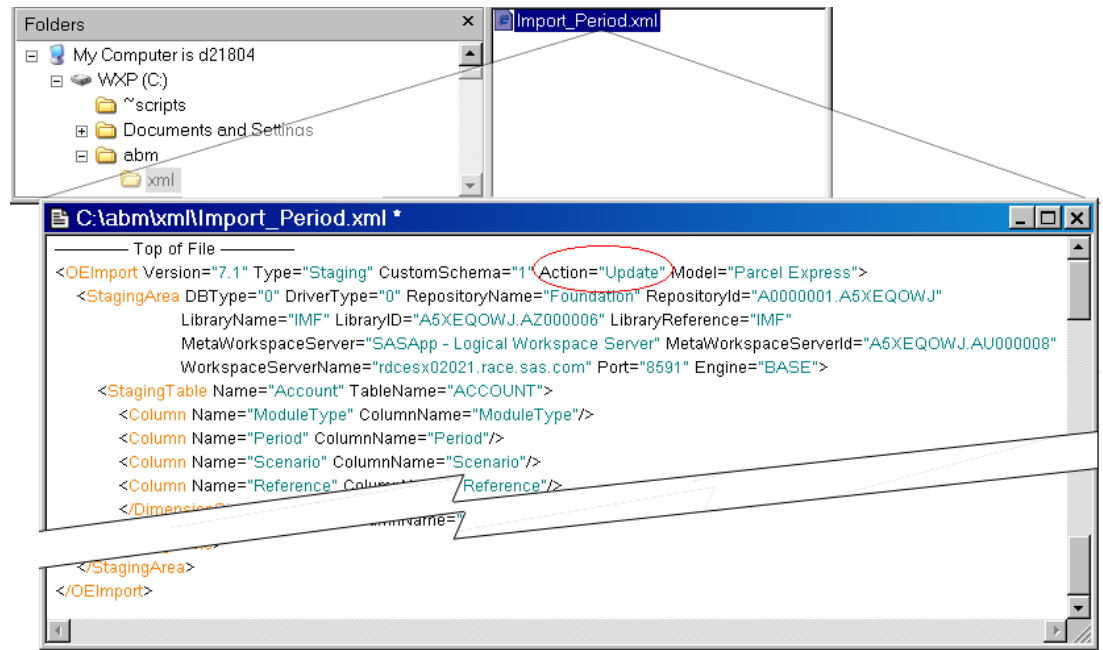 Folders
×
Import_Period.xml
My Computer is d21804
WXP (C:)
~scripts
Documents and Settings
abm
xml
C:\abm\xml\Import_Period.xml *
Top of File
<OEImport Version="7.1" Type="Staging" CustomSchema="1" Action="Update" Model="Parcel Express">
<StagingArea DBType="0" DriverType="0" RepositoryName="Foundation" RepositoryId="A0000001.A5XEQOWJ"
LibraryName="IMF" LibraryID="A5XEQOWJ.AZ000006" LibraryReference="IMF"
MetaWorkspaceServer="SASApp - Logical Workspace Server" MetaWorkspaceServerId="A5XEQOWJ.AU000008"
WorkspaceServerName="rdcesx02021.race.sas.com" Port="8591" Engine="BASE">
<StagingTable Name="Account" TableName="ACCOUNT">
<Column Name="ModuleType" ColumnName="ModuleType"/>
<Column Name="Period" ColumnName="Period"/>
<Column Name="Scenario" ColumnName="Scenario"/>
<Column Name="Reference" "Reference"/>
</StagingArea>
</OEImport>